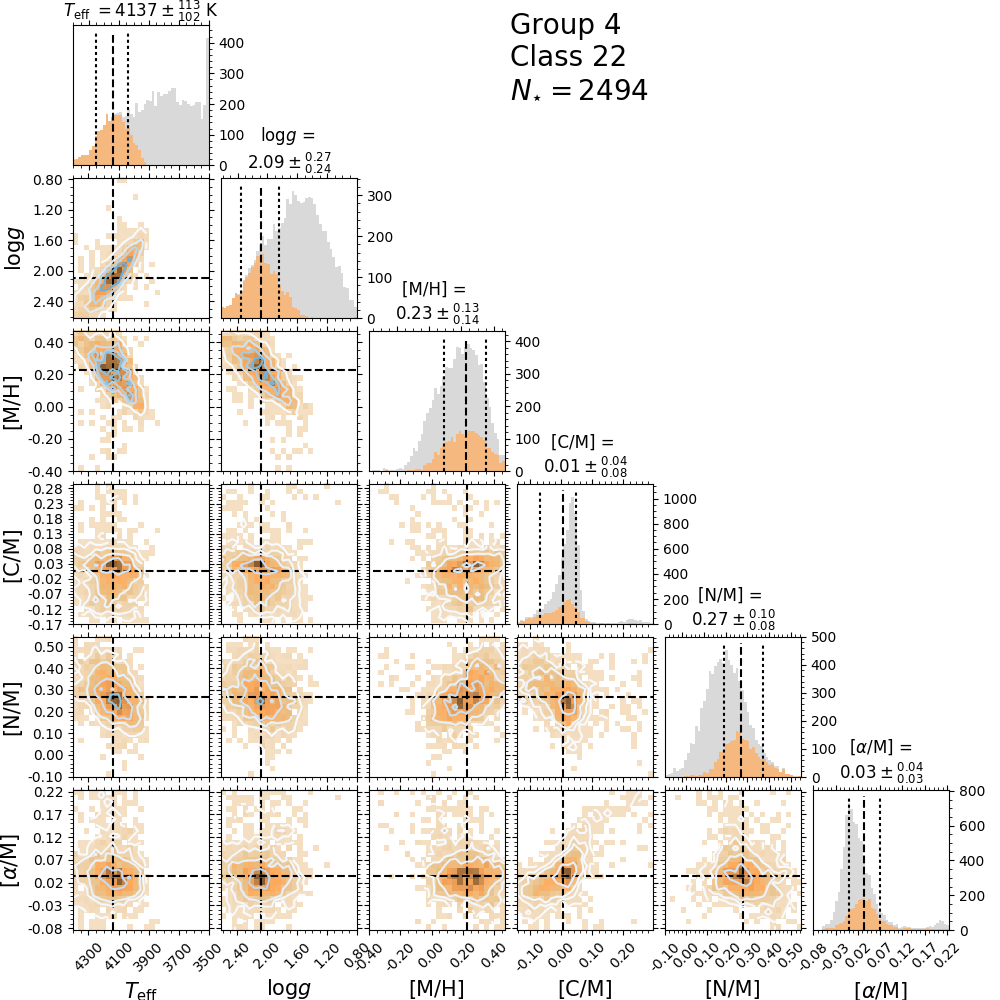 T_eff = 4137 ± 113 102 K
Group 4
Class 22
N⋆ = 2494
400
300
200
100
0
log g =
2.09 ± 0.27 0.24
0.80
1.20
1.60
2.00
2.40
log g
300
200
100
0
[M/H] =
0.23 ± 0.13 0.14
0.40
0.20
0.00
-0.20
-0.40
[M/H]
400
300
200
100
0
[C/M] =
0.01 ± 0.04 0.08
0.28
0.23
0.18
0.13
0.08
0.03
-0.02
-0.07
-0.12
-0.17
[C/M]
1000
800
600
400
200
0
[N/M] =
0.27 ± 0.10 0.08
0.50
0.40
0.30
0.20
0.10
0.00
-0.10
[N/M]
500
400
300
200
100
0
[α/M] =
0.03 ± 0.04 0.03
0.22
0.17
0.12
0.07
0.02
-0.03
-0.08
[α/M]
800
600
400
200
0
4300 4100 3900 3700 3500
2.40 2.00 1.60 1.20 0.80
-0.40 -0.20 0.00 0.20 0.40
-0.10 0.00 0.10 0.20
-0.10 0.00 0.10 0.20 0.30 0.40 0.50
-0.08 -0.03 0.02 0.07 0.12 0.17 0.22
T_eff
log g
[M/H]
[C/M]
[N/M]
[α/M]